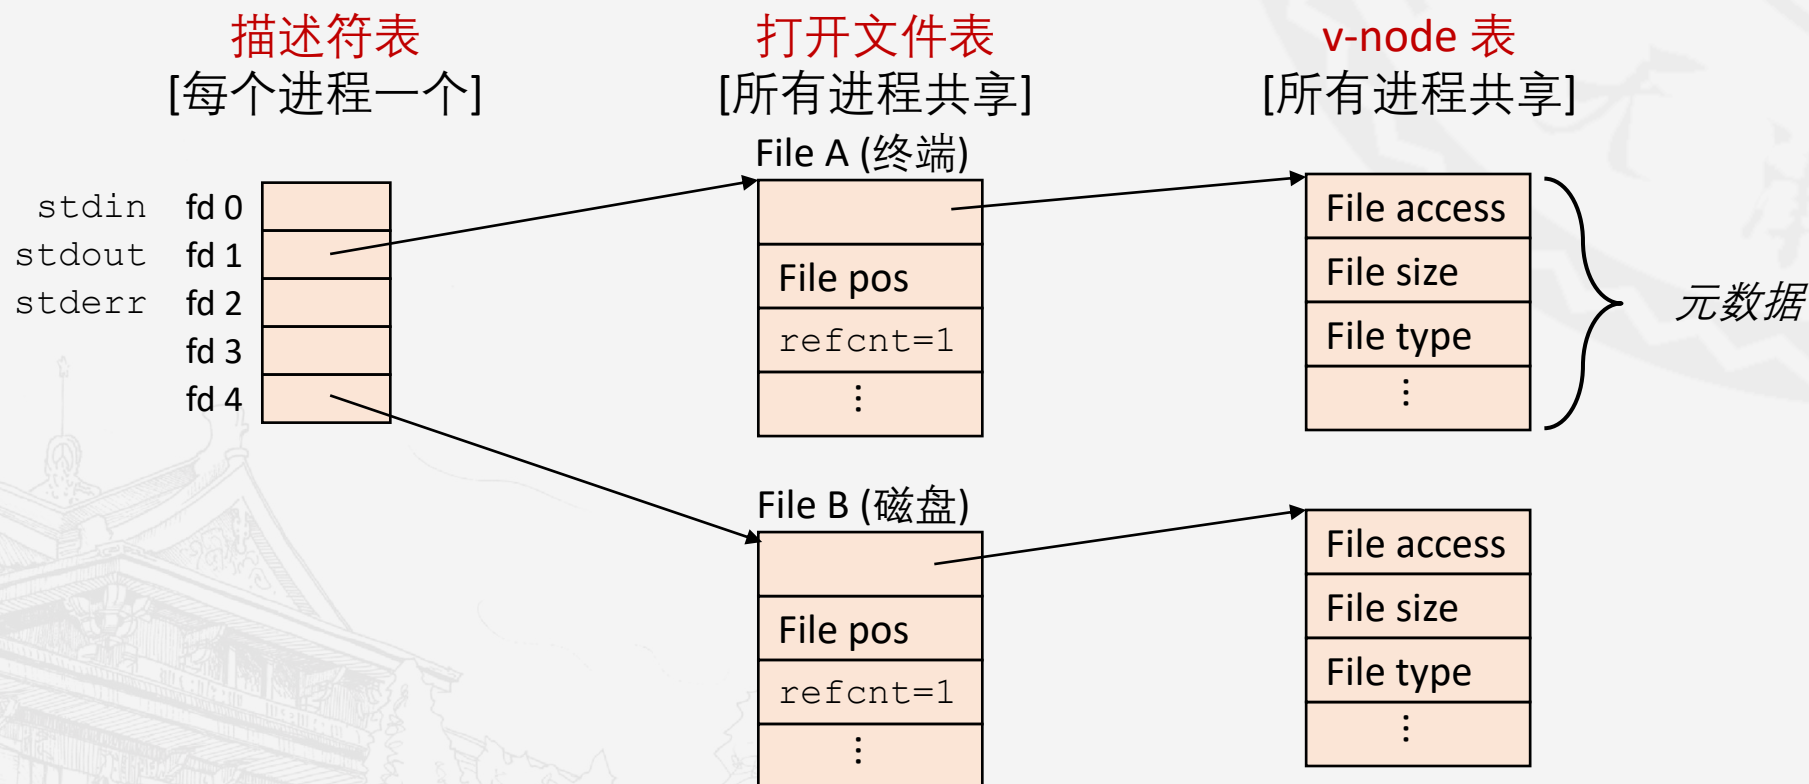 描述符表
[每个进程一个]
打开文件表
[所有进程共享]
v-node 表
[所有进程共享]
stdin fd 0
stdout fd 1
stderr fd 2
fd 3
fd 4
File A (终端)
File pos
refcnt=1
⋮
File access
File size
File type
⋮
元数据
File B (磁盘)
File pos
refcnt=1
⋮
File access
File size
File type
⋮